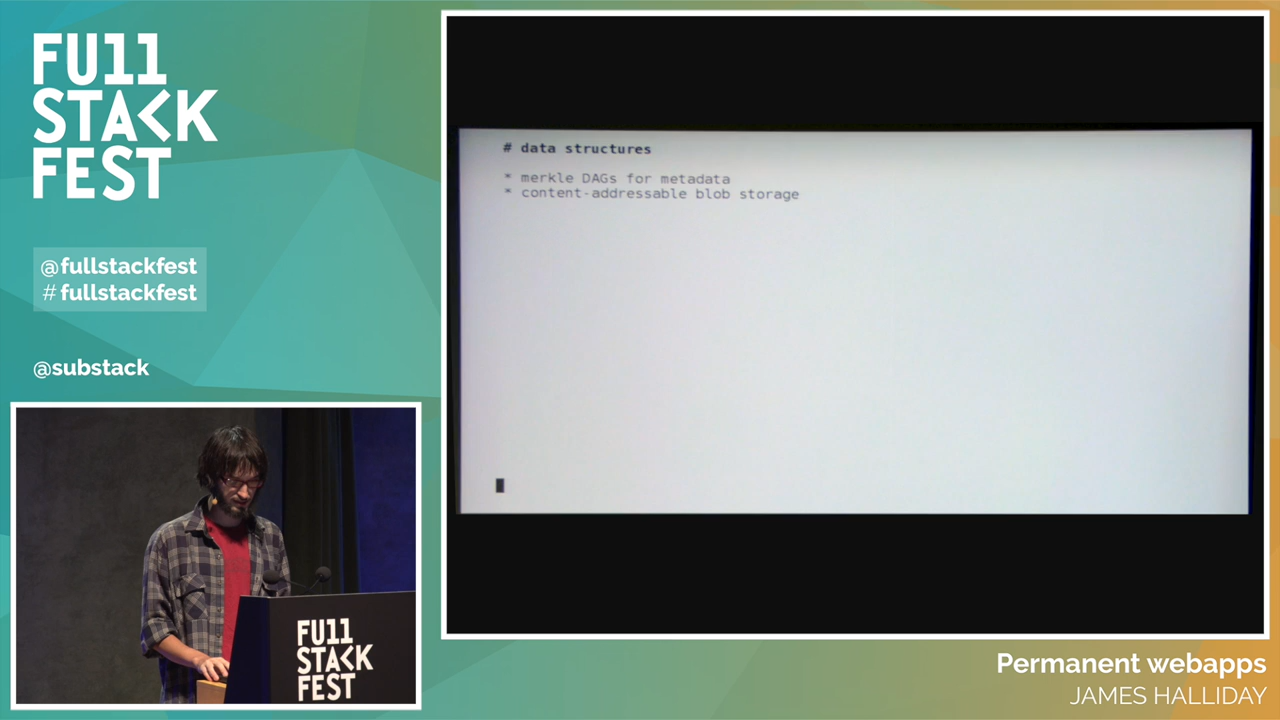 FU11
STACK
FEST
@fullstackfest
# fullstackfest
@substack
# data structures
* merkle DAGs for metadata
* content-addressable blob storage
FU11
STACK
FEST
Permanent webapps
JAMES HALLIDAY